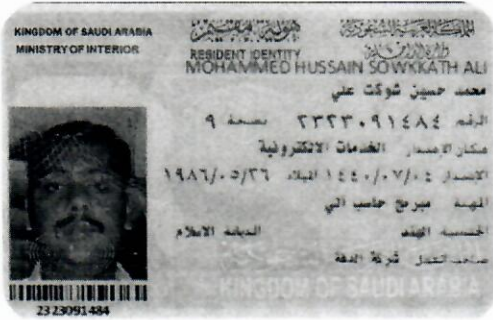 KINGDOM OF SAUDI ARABIA
MINISTRY OF INTERIOR
المملكة العربية السعودية
وزارة الداخلية
هوية مقيم
RESIDENT IDENTITY
MOHAMMED HUSSAIN SOWKKATH ALI
محمد حسين شوكت علي
الرقم ٢٣٢٣٠٩١٤٨٤ نسخة ٩
مكان الإصدار الخدمات الالكترونية
الإصدار ١٤٤٠/٠٧/٠٤ الميلاد ١٩٨٦/٠٥/٢٦
المهنة مبرمج حاسب الي
الجنسية الهند الديانة الاسلام
صاحب العمل شركة الدقة
KINGDOM OF SAUDI ARABIA
2323091484